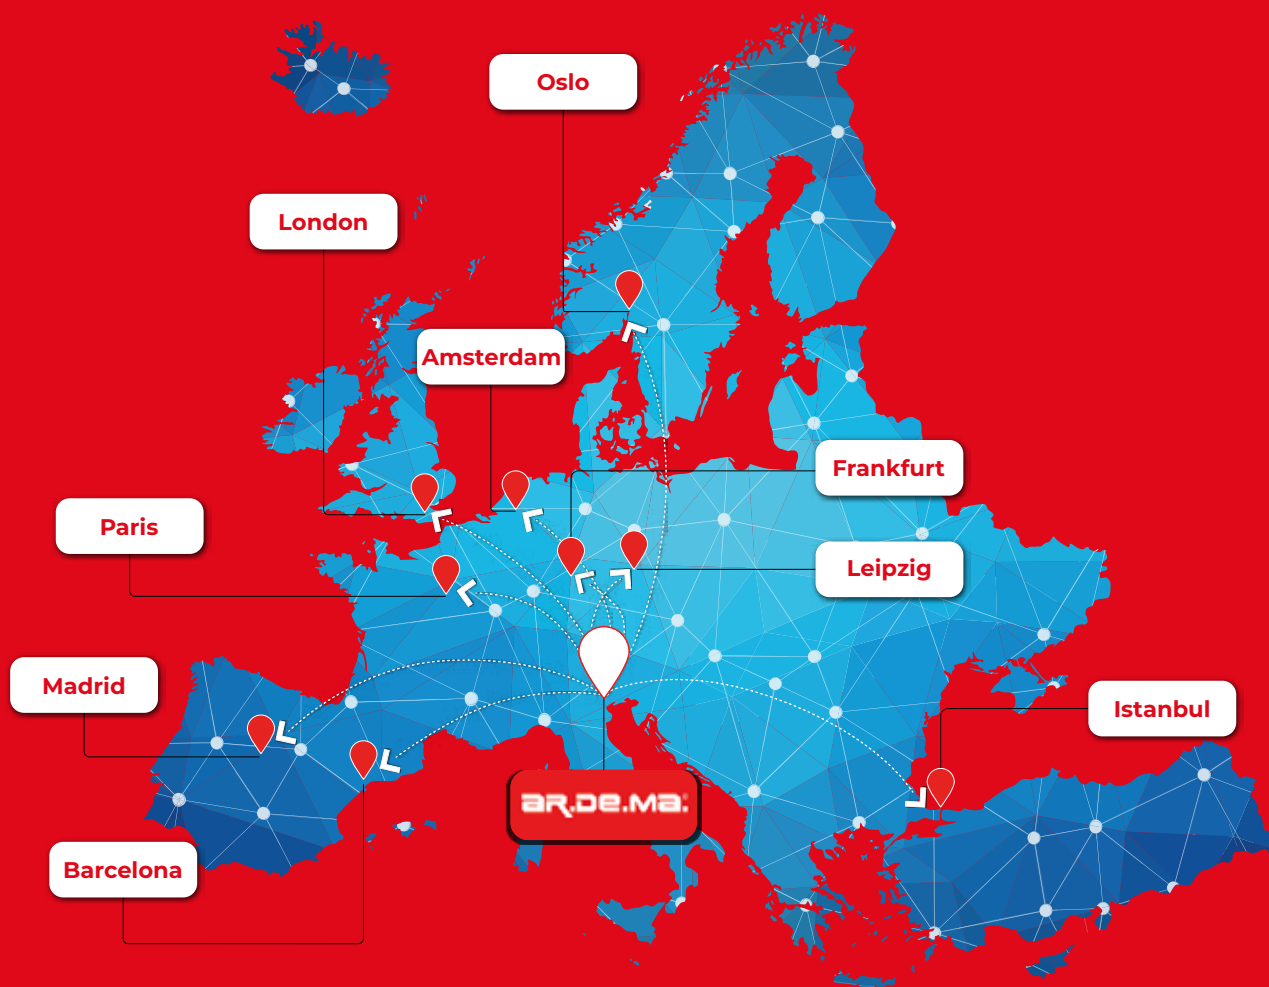 Oslo
London
Amsterdam
Frankfurt
Paris
Leipzig
Madrid
Istanbul
aR.De.Ma.
Barcelona